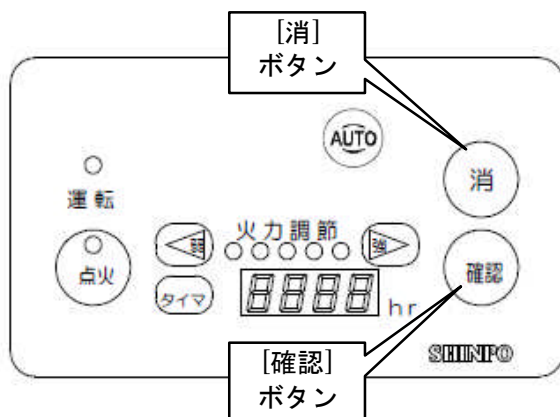 [消]
ボタン
AUTO
運転
消
火力調節
弱
強
点火
確認
タイマ
8888
hr
SHINPO
[確認]
ボタン